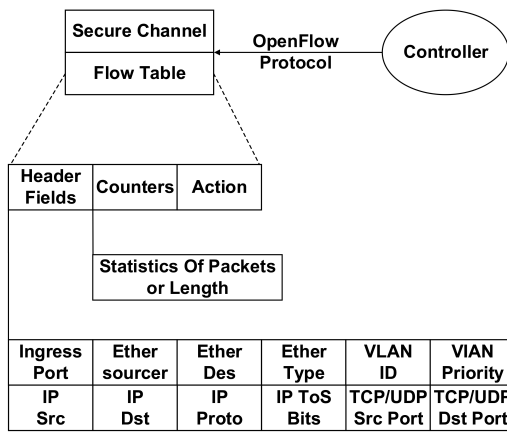 Secure Channel
OpenFlow
Protocol
Controller
Flow Table
Header
Fields
Counters
Action
Statistics Of Packets
or Length
Ingress
Port
Ether
sourcer
Ether
Des
Ether
Type
VLAN
ID
VIAN
Priority
IP
Src
IP
Dst
IP
Proto
IP ToS
Bits
TCP/UDP
Src Port
TCP/UDP
Dst Port